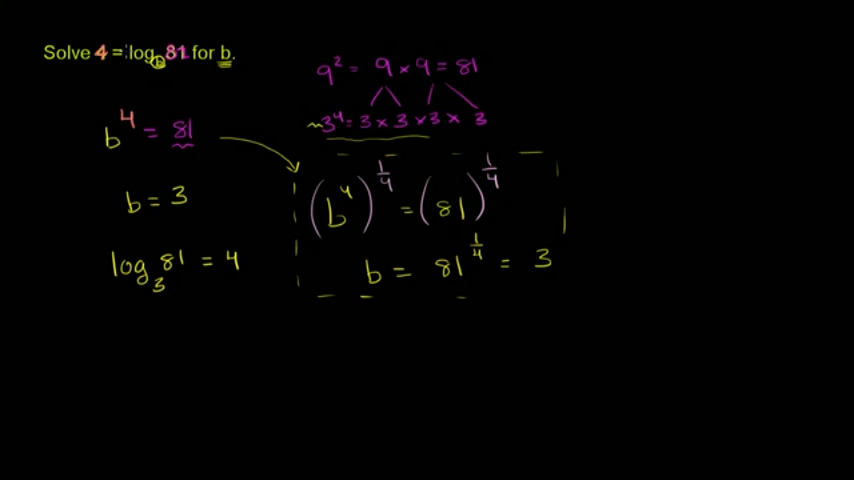 Solve 4 = log_b 81 for b.
9² = 9 × 9 = 81
3⁴ = 3 × 3 × 3 × 3
b⁴ = 81
b = 3
log₃ 81 = 4
(b⁴)^(1/4) = (81)^(1/4)
b = 81^(1/4) = 3